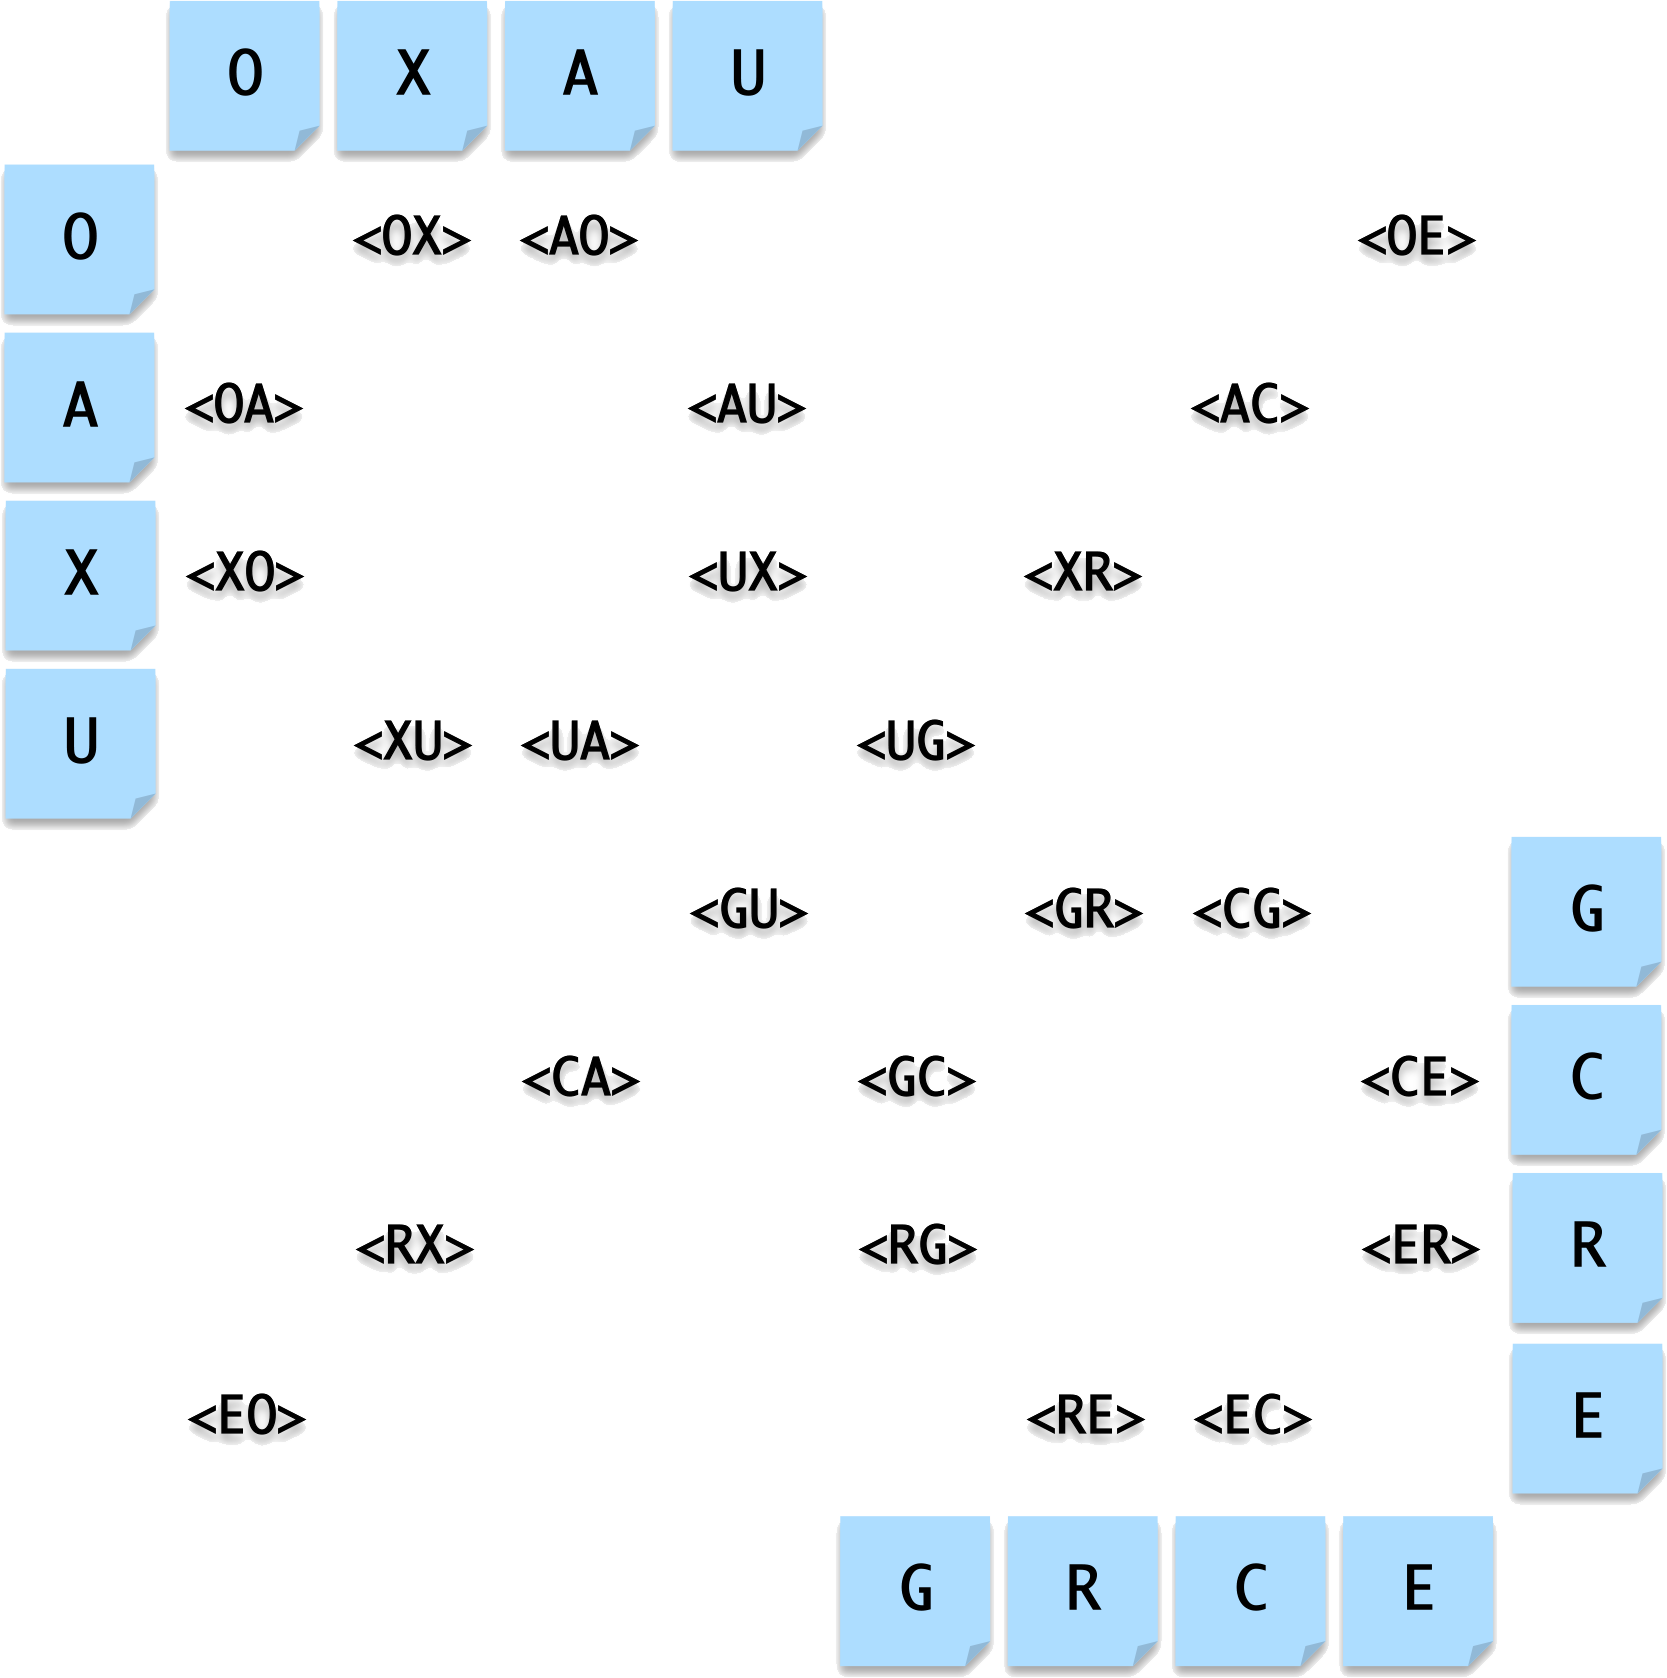 O X A U
O <OX> <AO> <OE>
A <OA> <AU> <AC>
X <XO> <UX> <XR>
U <XU> <UA> <UG>
<GU> <GR> <CG> G
<CA> <GC> <CE> C
<RX> <RG> <ER> R
<EO> <RE> <EC> E
G R C E